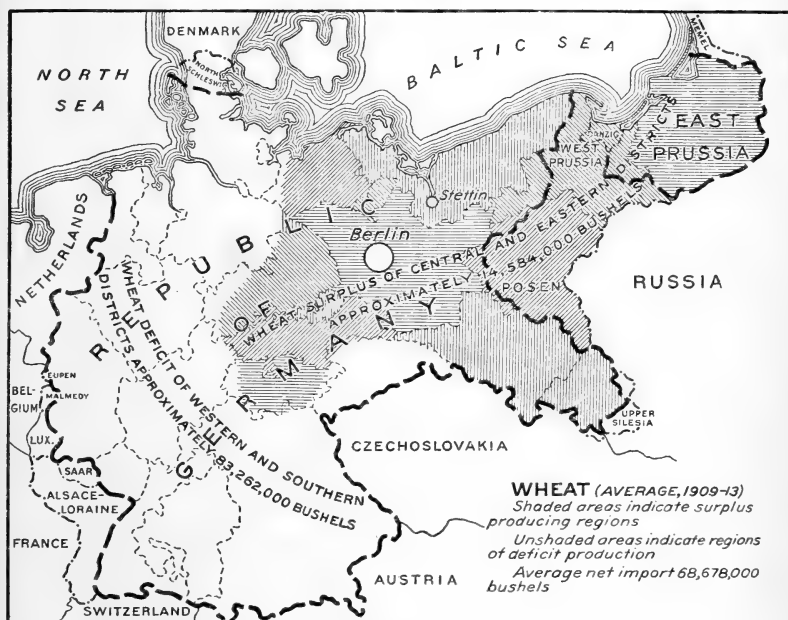 DENMARK
NORTH SCHLESWIG
NORTH
SEA
BALTIC SEA
MEMEL
EAST
PRUSSIA
DANZIG
WEST
PRUSSIA
Stettin
Berlin
NETHERLANDS
REPUBLIC
OF
GERMANY
WHEAT SURPLUS OF CENTRAL AND EASTERN DISTRICTS
APPROXIMATELY 14,584,000 BUSHELS
POSEN
RUSSIA
WHEAT DEFICIT OF WESTERN AND SOUTHERN
DISTRICTS APPROXIMATELY 83,262,000 BUSHELS
EUPEN
MALMEDY
BEL-
GIUM
LUX.
SAAR
ALSACE-
LORAINE
FRANCE
SWITZERLAND
AUSTRIA
CZECHOSLOVAKIA
UPPER
SILESIA
WHEAT (AVERAGE, 1909-13)
Shaded areas indicate surplus
producing regions
Unshaded areas indicate regions
of deficit production
Average net import 68,678,000
bushels